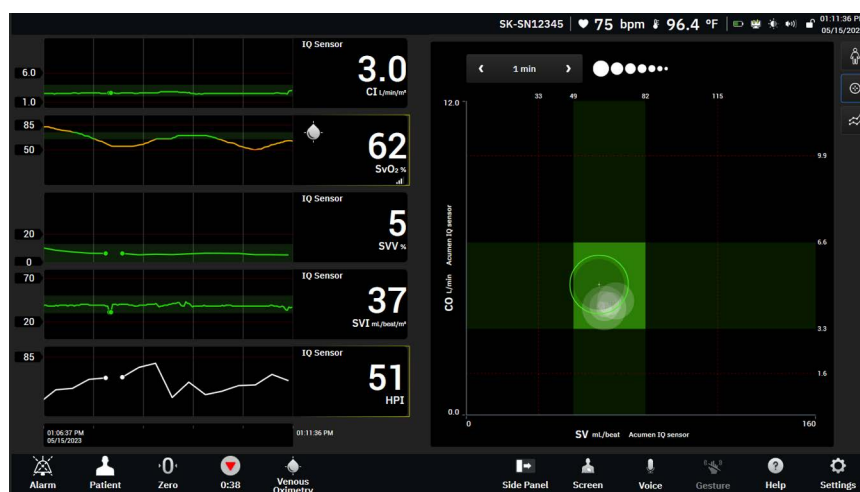 SK-SN12345 75 bpm 96.4 °F 01:11:36 PM
05/15/202
IQ Sensor
6.0
1.0
3.0
CI L/min/m²
85
50
62
SvO₂ %
IQ Sensor
20
0
5
SVV %
IQ Sensor
70
20
37
SVI mL/beat/m²
IQ Sensor
85
51
HPI
01:06:37 PM
05/15/2023
01:11:36 PM
1 min
33 49 82 115
12.0
9.9
6.6
3.3
1.6
0.0
CO L/min Acumen IQ sensor
0 160
SV mL/beat Acumen IQ sensor
Alarm
Patient
·0·
Zero
0:38
Venous
Oximetry
Side Panel
Screen
Voice
Gesture
?
Help
Settings